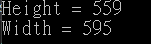 Height = 559
Width = 595